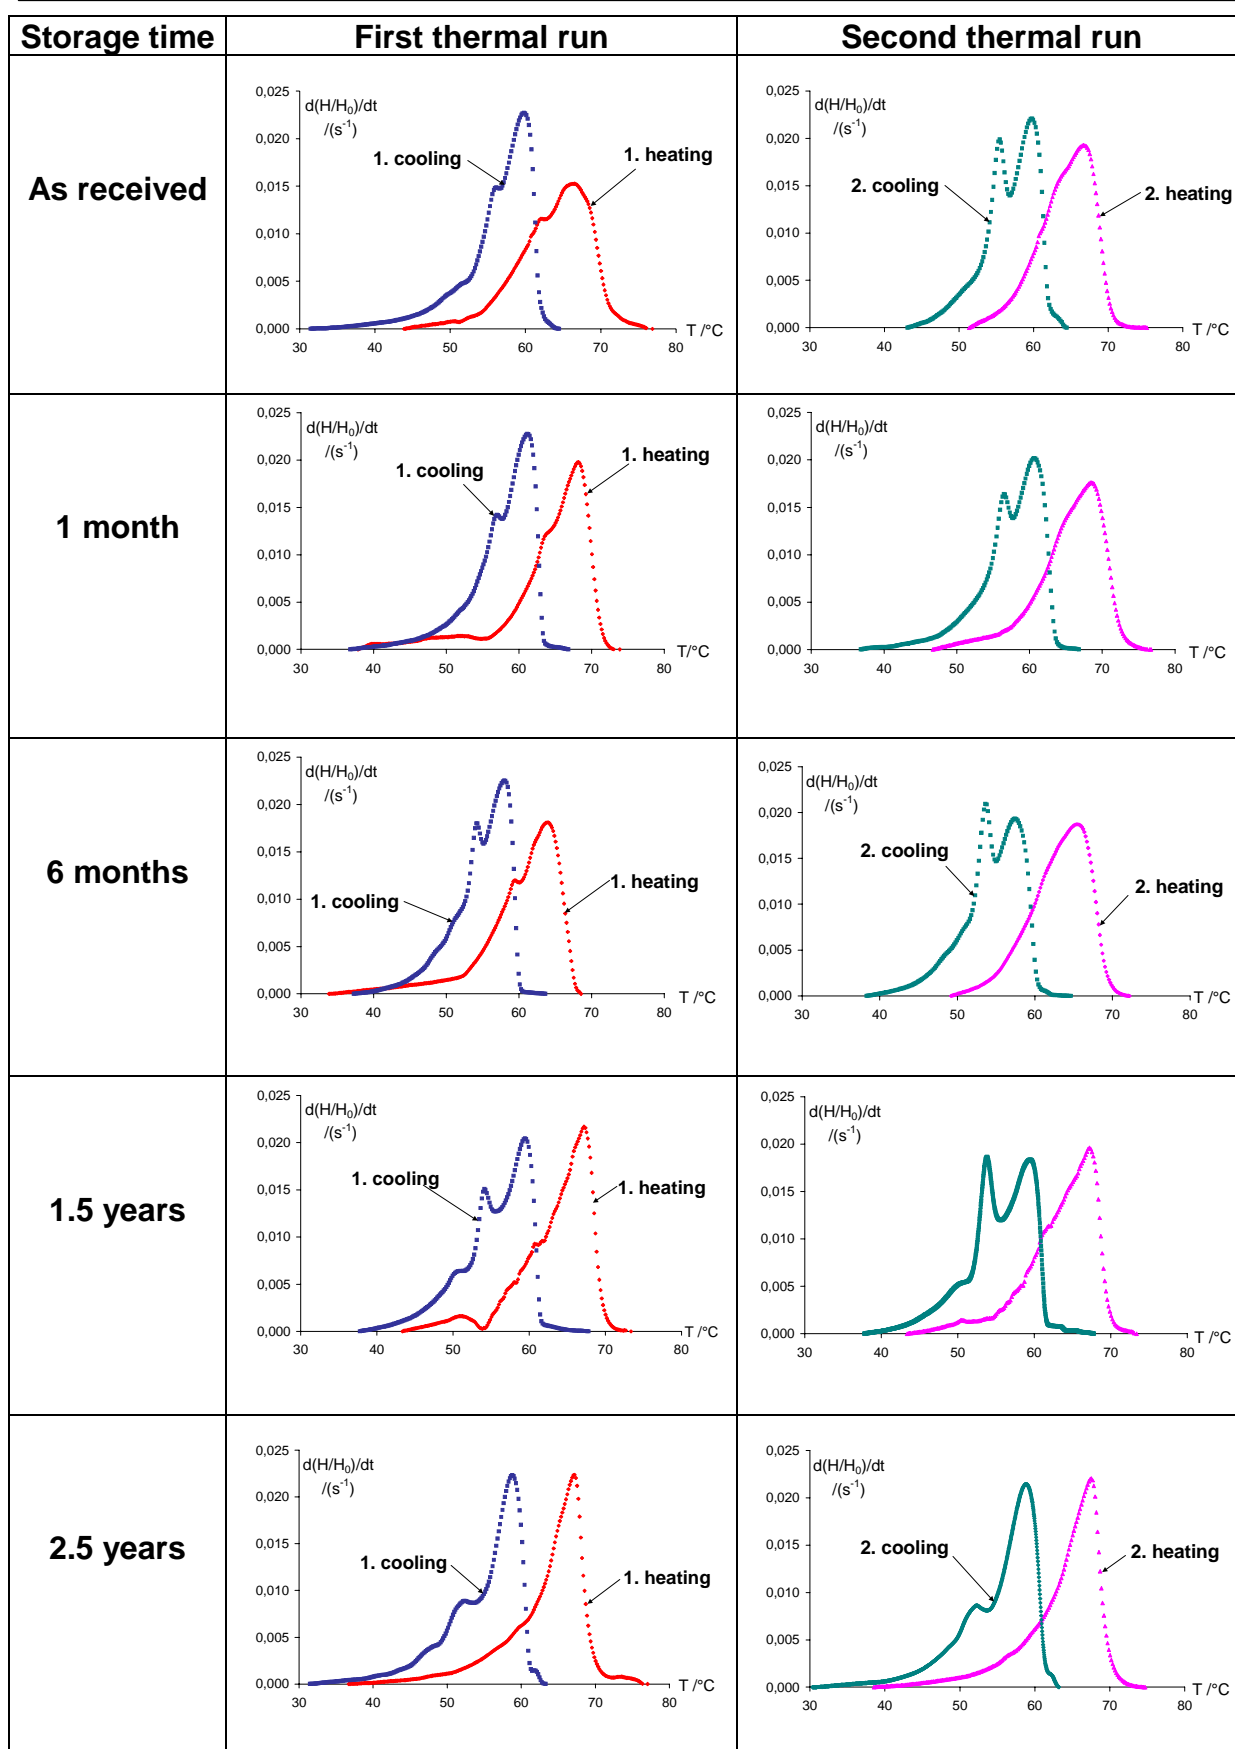 Storage time First thermal run Second thermal run
As received
0,025
0,020
0,015
0,010
0,005
0,000
d(H/H₀)/dt
/(s⁻¹)
1. cooling
1. heating
30 40 50 60 70 80
T /°C
0,025
0,020
0,015
0,010
0,005
0,000
d(H/H₀)/dt
/(s⁻¹)
2. cooling
2. heating
30 40 50 60 70 80
T /°C
1 month
0,025
0,020
0,015
0,010
0,005
0,000
d(H/H₀)/dt
/(s⁻¹)
1. cooling
1. heating
30 40 50 60 70 80
T/°C
0,025
0,020
0,015
0,010
0,005
0,000
d(H/H₀)/dt
/(s⁻¹)
30 40 50 60 70 80
T /°C
6 months
0,025
0,020
0,015
0,010
0,005
0,000
d(H/H₀)/dt
/(s⁻¹)
1. cooling
1. heating
30 40 50 60 70 80
T /°C
0,025
0,020
0,015
0,010
0,005
0,000
d(H/H₀)/dt
/(s⁻¹)
2. cooling
2. heating
30 40 50 60 70 80
T /°C
1.5 years
0,025
0,020
0,015
0,010
0,005
0,000
d(H/H₀)/dt
/(s⁻¹)
1. cooling
1. heating
30 40 50 60 70 80
T /°C
0,025
0,020
0,015
0,010
0,005
0,000
d(H/H₀)/dt
/(s⁻¹)
30 40 50 60 70 80
T /°C
2.5 years
0,025
0,020
0,015
0,010
0,005
0,000
d(H/H₀)/dt
/(s⁻¹)
1. cooling
1. heating
30 40 50 60 70 80
T /°C
0,025
0,020
0,015
0,010
0,005
0,000
d(H/H₀)/dt
/(s⁻¹)
2. cooling
2. heating
30 40 50 60 70 80
T /°C